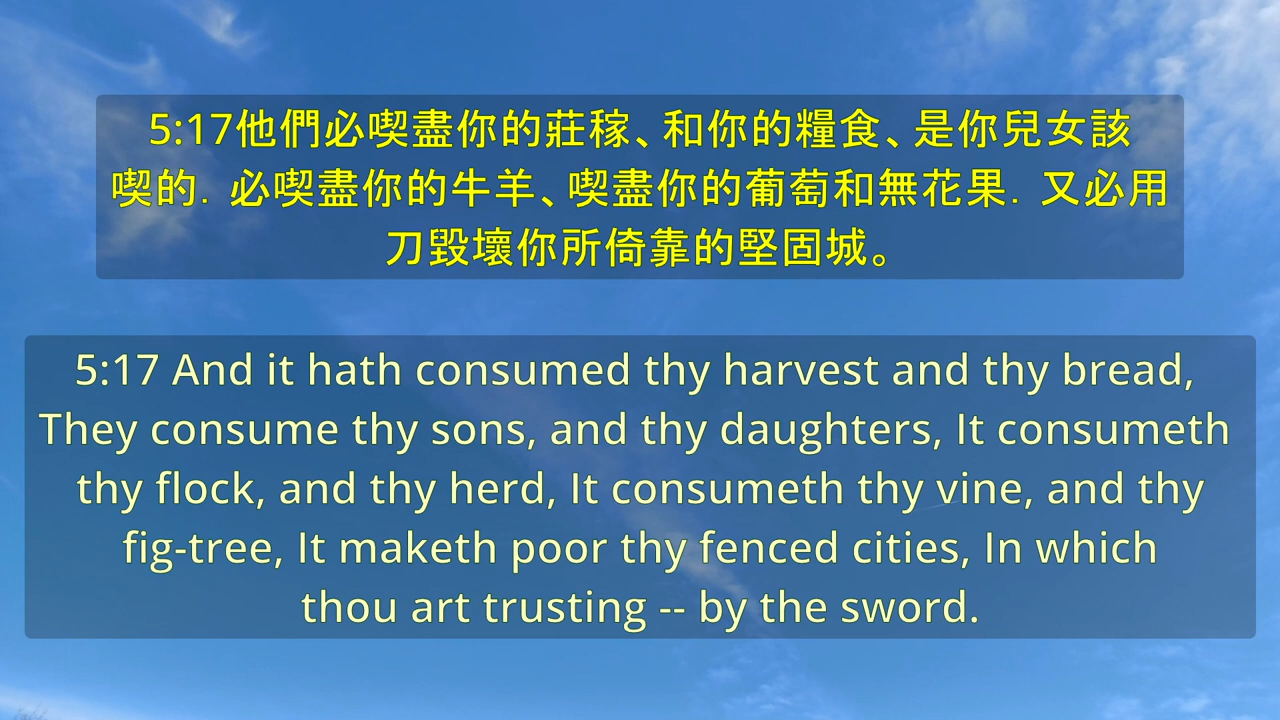 5:17他們必喫盡你的莊稼、和你的糧食、是你兒女該
喫的．必喫盡你的牛羊、喫盡你的葡萄和無花果．又必用
刀毀壞你所倚靠的堅固城。
5:17 And it hath consumed thy harvest and thy bread,
They consume thy sons, and thy daughters, It consumeth
thy flock, and thy herd, It consumeth thy vine, and thy
fig-tree, It maketh poor thy fenced cities, In which
thou art trusting -- by the sword.